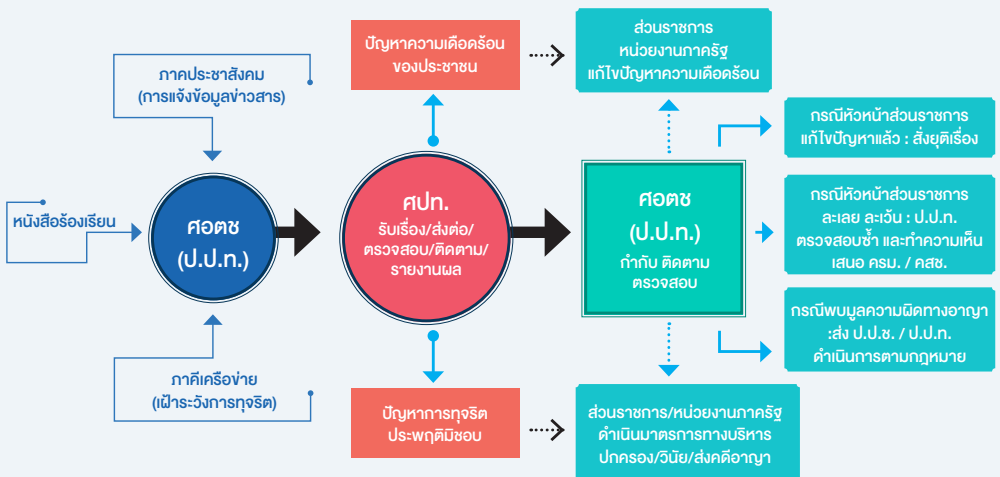 ภาคประชาสังคม
(การแจ้งข้อมูลข่าวสาร)
หนังสือร้องเรียน
ภาคีเครือข่าย
(เฝ้าระวังการทุจริต)
ศอตช
(ป.ป.ท.)
ปัญหาความเดือดร้อน
ของประชาชน
ศปท.
รับเรื่อง/ส่งต่อ/
ตรวจสอบ/ติดตาม/
รายงานผล
ปัญหาการทุจริต
ประพฤติมิชอบ
ส่วนราชการ
หน่วยงานภาครัฐ
แก้ไขปัญหาความเดือดร้อน
ศอตช
(ป.ป.ท.)
กำกับ ติดตาม
ตรวจสอบ
ส่วนราชการ/หน่วยงานภาครัฐ
ดำเนินมาตรการทางบริหาร
ปกครอง/วินัย/ส่งคดีอาญา
กรณีหัวหน้าส่วนราชการ
แก้ไขปัญหาแล้ว : สั่งยุติเรื่อง
กรณีหัวหน้าส่วนราชการ
ละเลย ละเว้น : ป.ป.ท.
ตรวจสอบซ้ำ และทำความเห็น
เสนอ ครม. / คสช.
กรณีพบมูลความผิดทางอาญา
:ส่ง ป.ป.ช. / ป.ป.ท.
ดำเนินการตามกฎหมาย